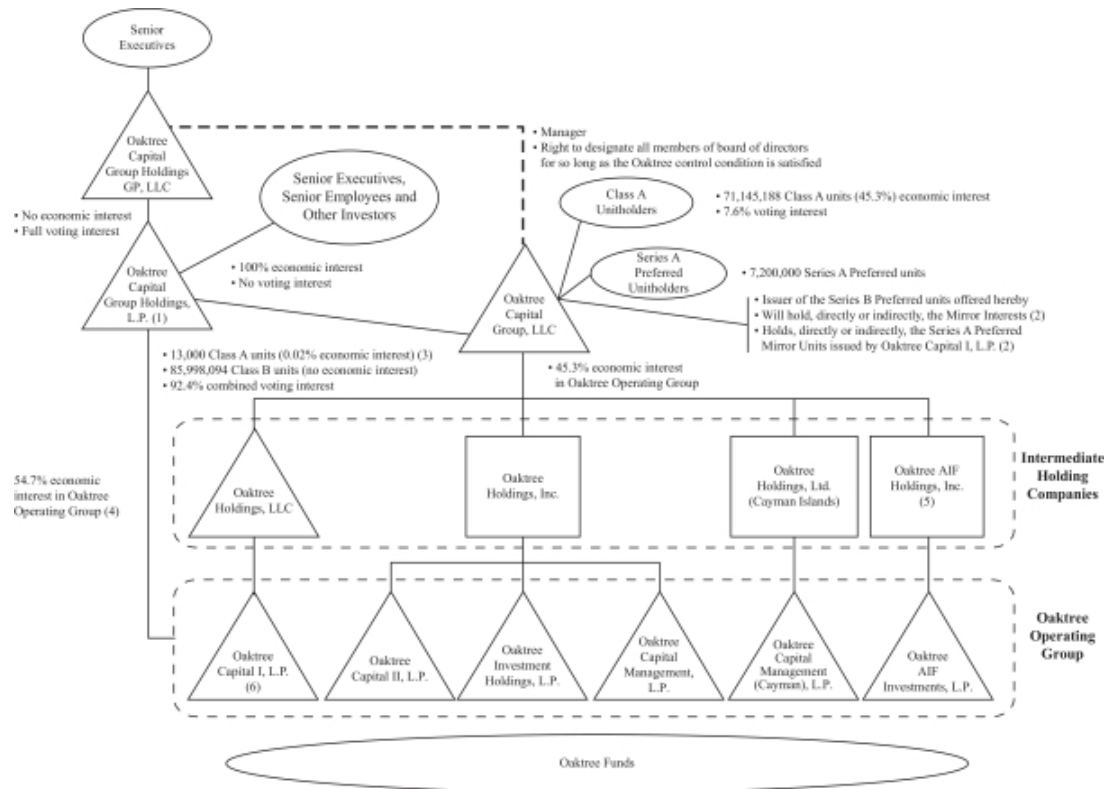 Senior
Executives
Oaktree
Capital
Group Holdings
GP, LLC
• Manager
• Right to designate all members of board of directors
for so long as the Oaktree control condition is satisfied
Senior Executives,
Senior Employees and
Other Investors
Class A
Unitholders
• 71,145,188 Class A units (45.3%) economic interest
• 7.6% voting interest
• No economic interest
• Full voting interest
Oaktree
Capital
Group Holdings,
L.P. (1)
• 100% economic interest
• No voting interest
Series A
Preferred
Unitholders
• 7,200,000 Series A Preferred units
Oaktree
Capital
Group, LLC
• Issuer of the Series B Preferred units offered hereby
• Will hold, directly or indirectly, the Mirror Interests (2)
• Holds, directly or indirectly, the Series A Preferred
Mirror Units issued by Oaktree Capital I, L.P. (2)
• 13,000 Class A units (0.02% economic interest) (3)
• 85,998,094 Class B units (no economic interest)
• 92.4% combined voting interest
• 45.3% economic interest
in Oaktree Operating Group
54.7% economic
interest in Oaktree
Operating Group (4)
Oaktree
Holdings, LLC
Oaktree
Holdings, Inc.
Oaktree
Holdings, Ltd.
(Cayman Islands)
Oaktree AIF
Holdings, Inc.
(5)
Intermediate
Holding
Companies
Oaktree
Capital I, L.P.
(6)
Oaktree
Capital II, L.P.
Oaktree
Investment
Holdings, L.P.
Oaktree
Capital
Management,
L.P.
Oaktree
Capital
Management
(Cayman), L.P.
Oaktree
AIF
Investments, L.P.
Oaktree
Operating
Group
Oaktree Funds